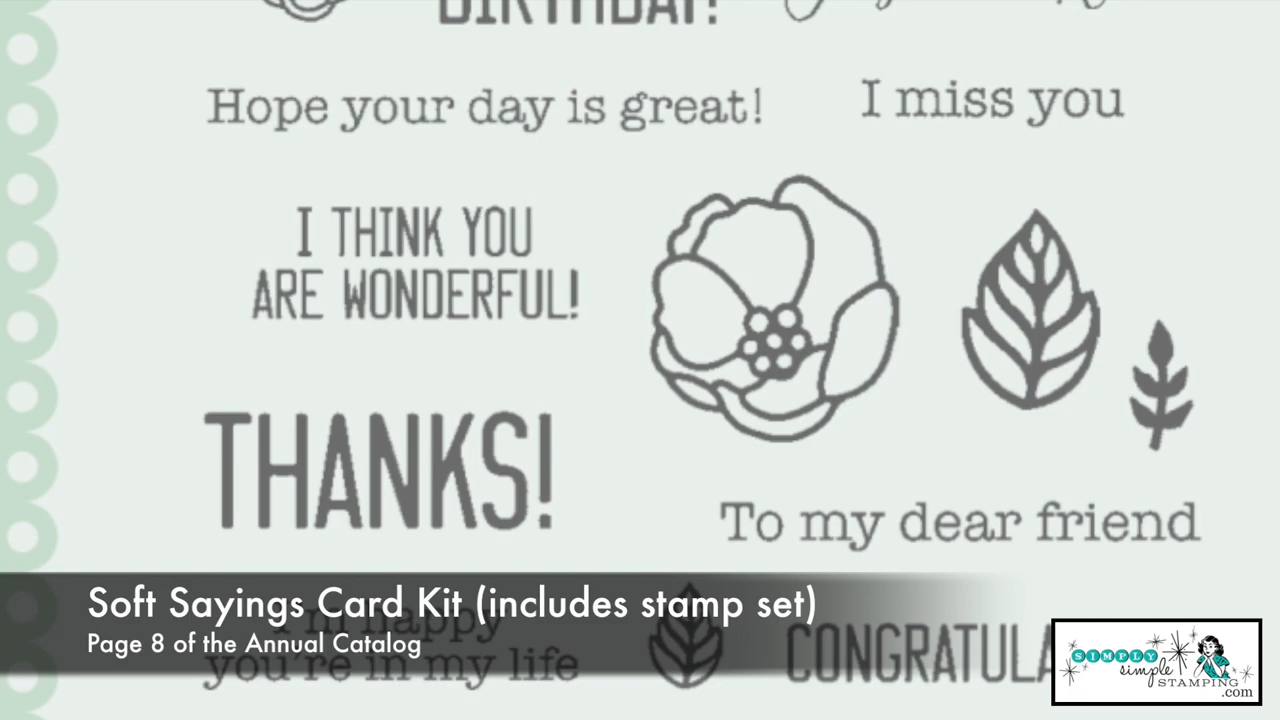 BIRTHDAY!
Hope your day is great!
I miss you
I THINK YOU
ARE WONDERFUL!
THANKS!
To my dear friend
Soft Sayings Card Kit (includes stamp set)
I'm happy
Page 8 of the Annual Catalog
you're in my life
CONGRATULA
SIMPLY
simple
STAMPING
.com